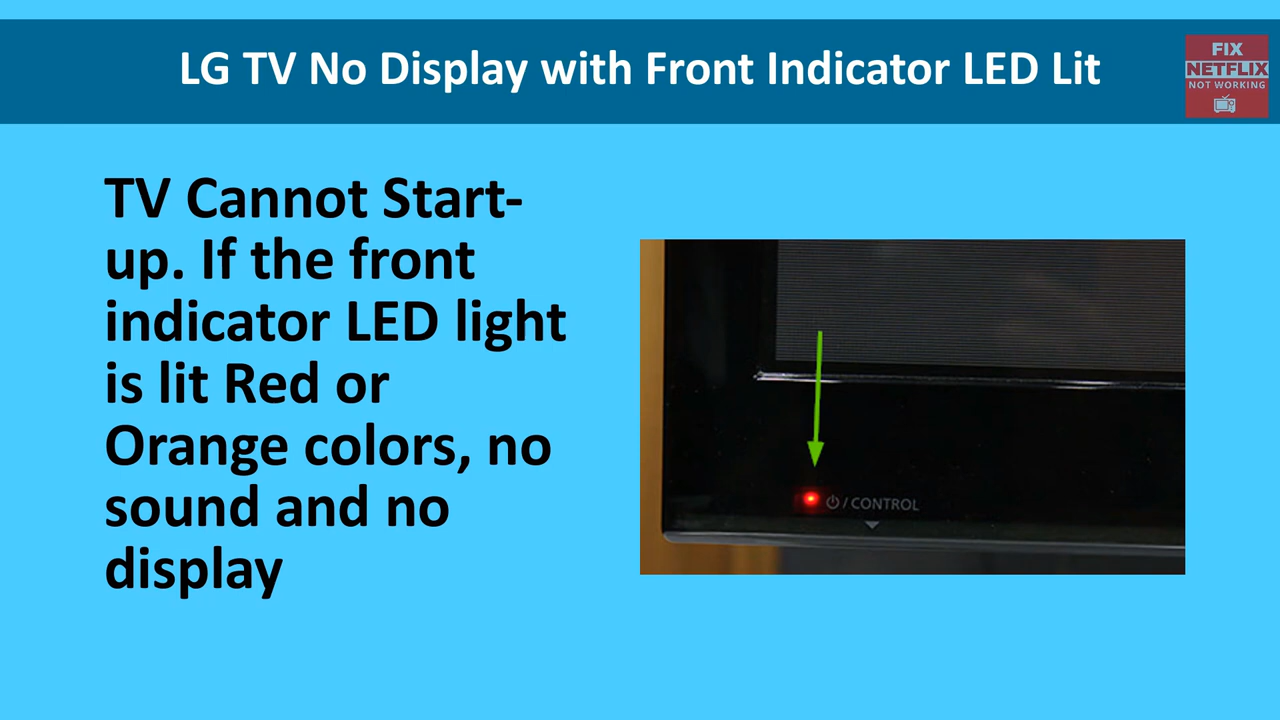 LG TV No Display with Front Indicator LED Lit
FIX
NETFLIX
NOT WORKING
TV Cannot Start-
up. If the front
indicator LED light
is lit Red or
Orange colors, no
sound and no
display
/ CONTROL